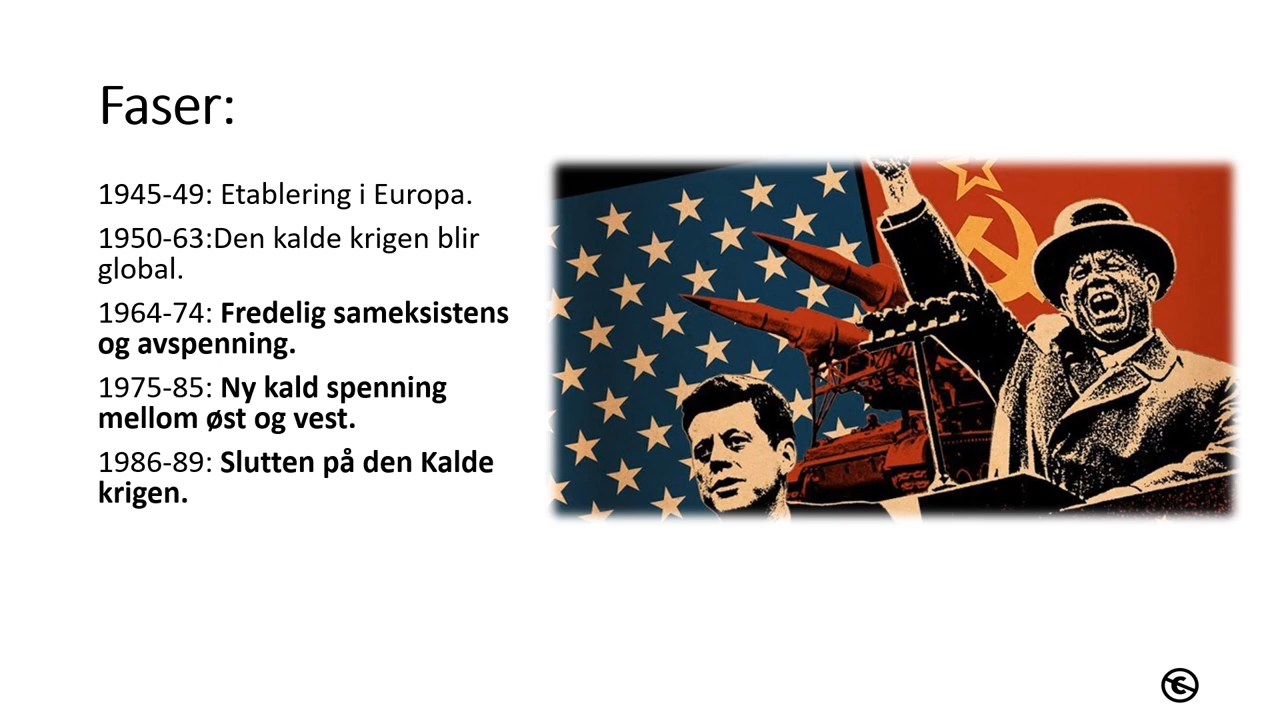 Faser:
1945-49: Etablering i Europa.
1950-63:Den kalde krigen blir
global.
1964-74: Fredelig sameksistens
og avspenning.
1975-85: Ny kald spenning
mellom øst og vest.
1986-89: Slutten på den Kalde
krigen.